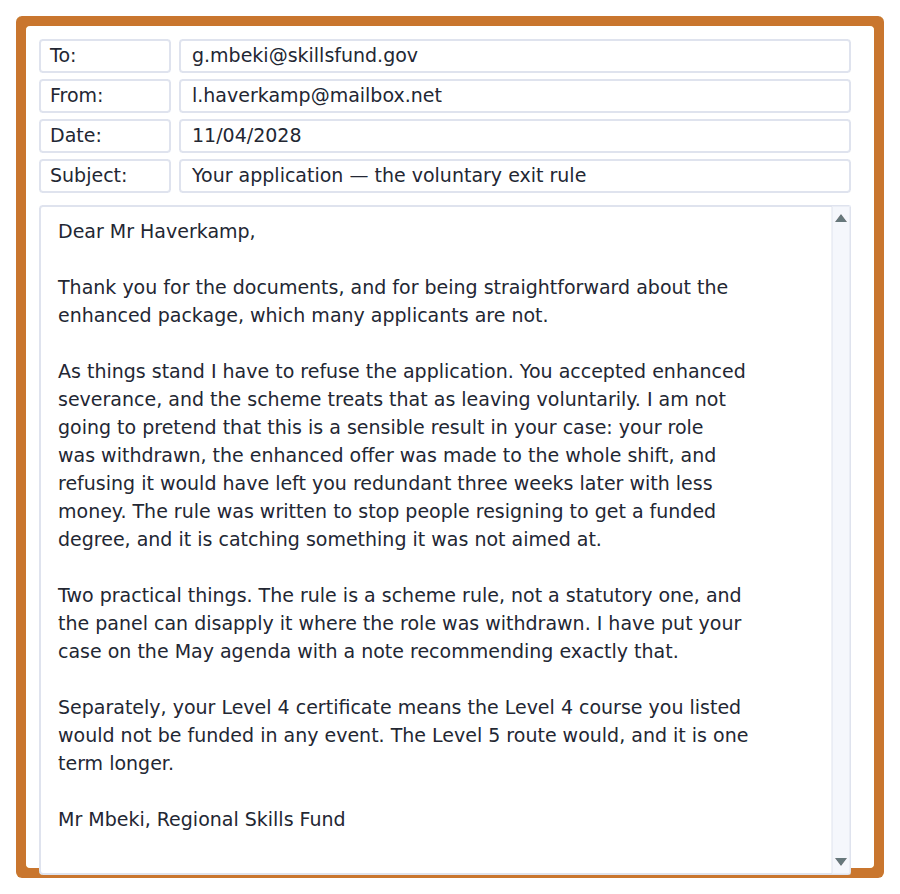 To: g.mbeki@skillsfund.gov
From: l.haverkamp@mailbox.net
Date: 11/04/2028
Subject: Your application — the voluntary exit rule
Dear Mr Haverkamp,
Thank you for the documents, and for being straightforward about the
enhanced package, which many applicants are not.
As things stand I have to refuse the application. You accepted enhanced
severance, and the scheme treats that as leaving voluntarily. I am not
going to pretend that this is a sensible result in your case: your role
was withdrawn, the enhanced offer was made to the whole shift, and
refusing it would have left you redundant three weeks later with less
money. The rule was written to stop people resigning to get a funded
degree, and it is catching something it was not aimed at.
Two practical things. The rule is a scheme rule, not a statutory one, and
the panel can disapply it where the role was withdrawn. I have put your
case on the May agenda with a note recommending exactly that.
Separately, your Level 4 certificate means the Level 4 course you listed
would not be funded in any event. The Level 5 route would, and it is one
term longer.
Mr Mbeki, Regional Skills Fund